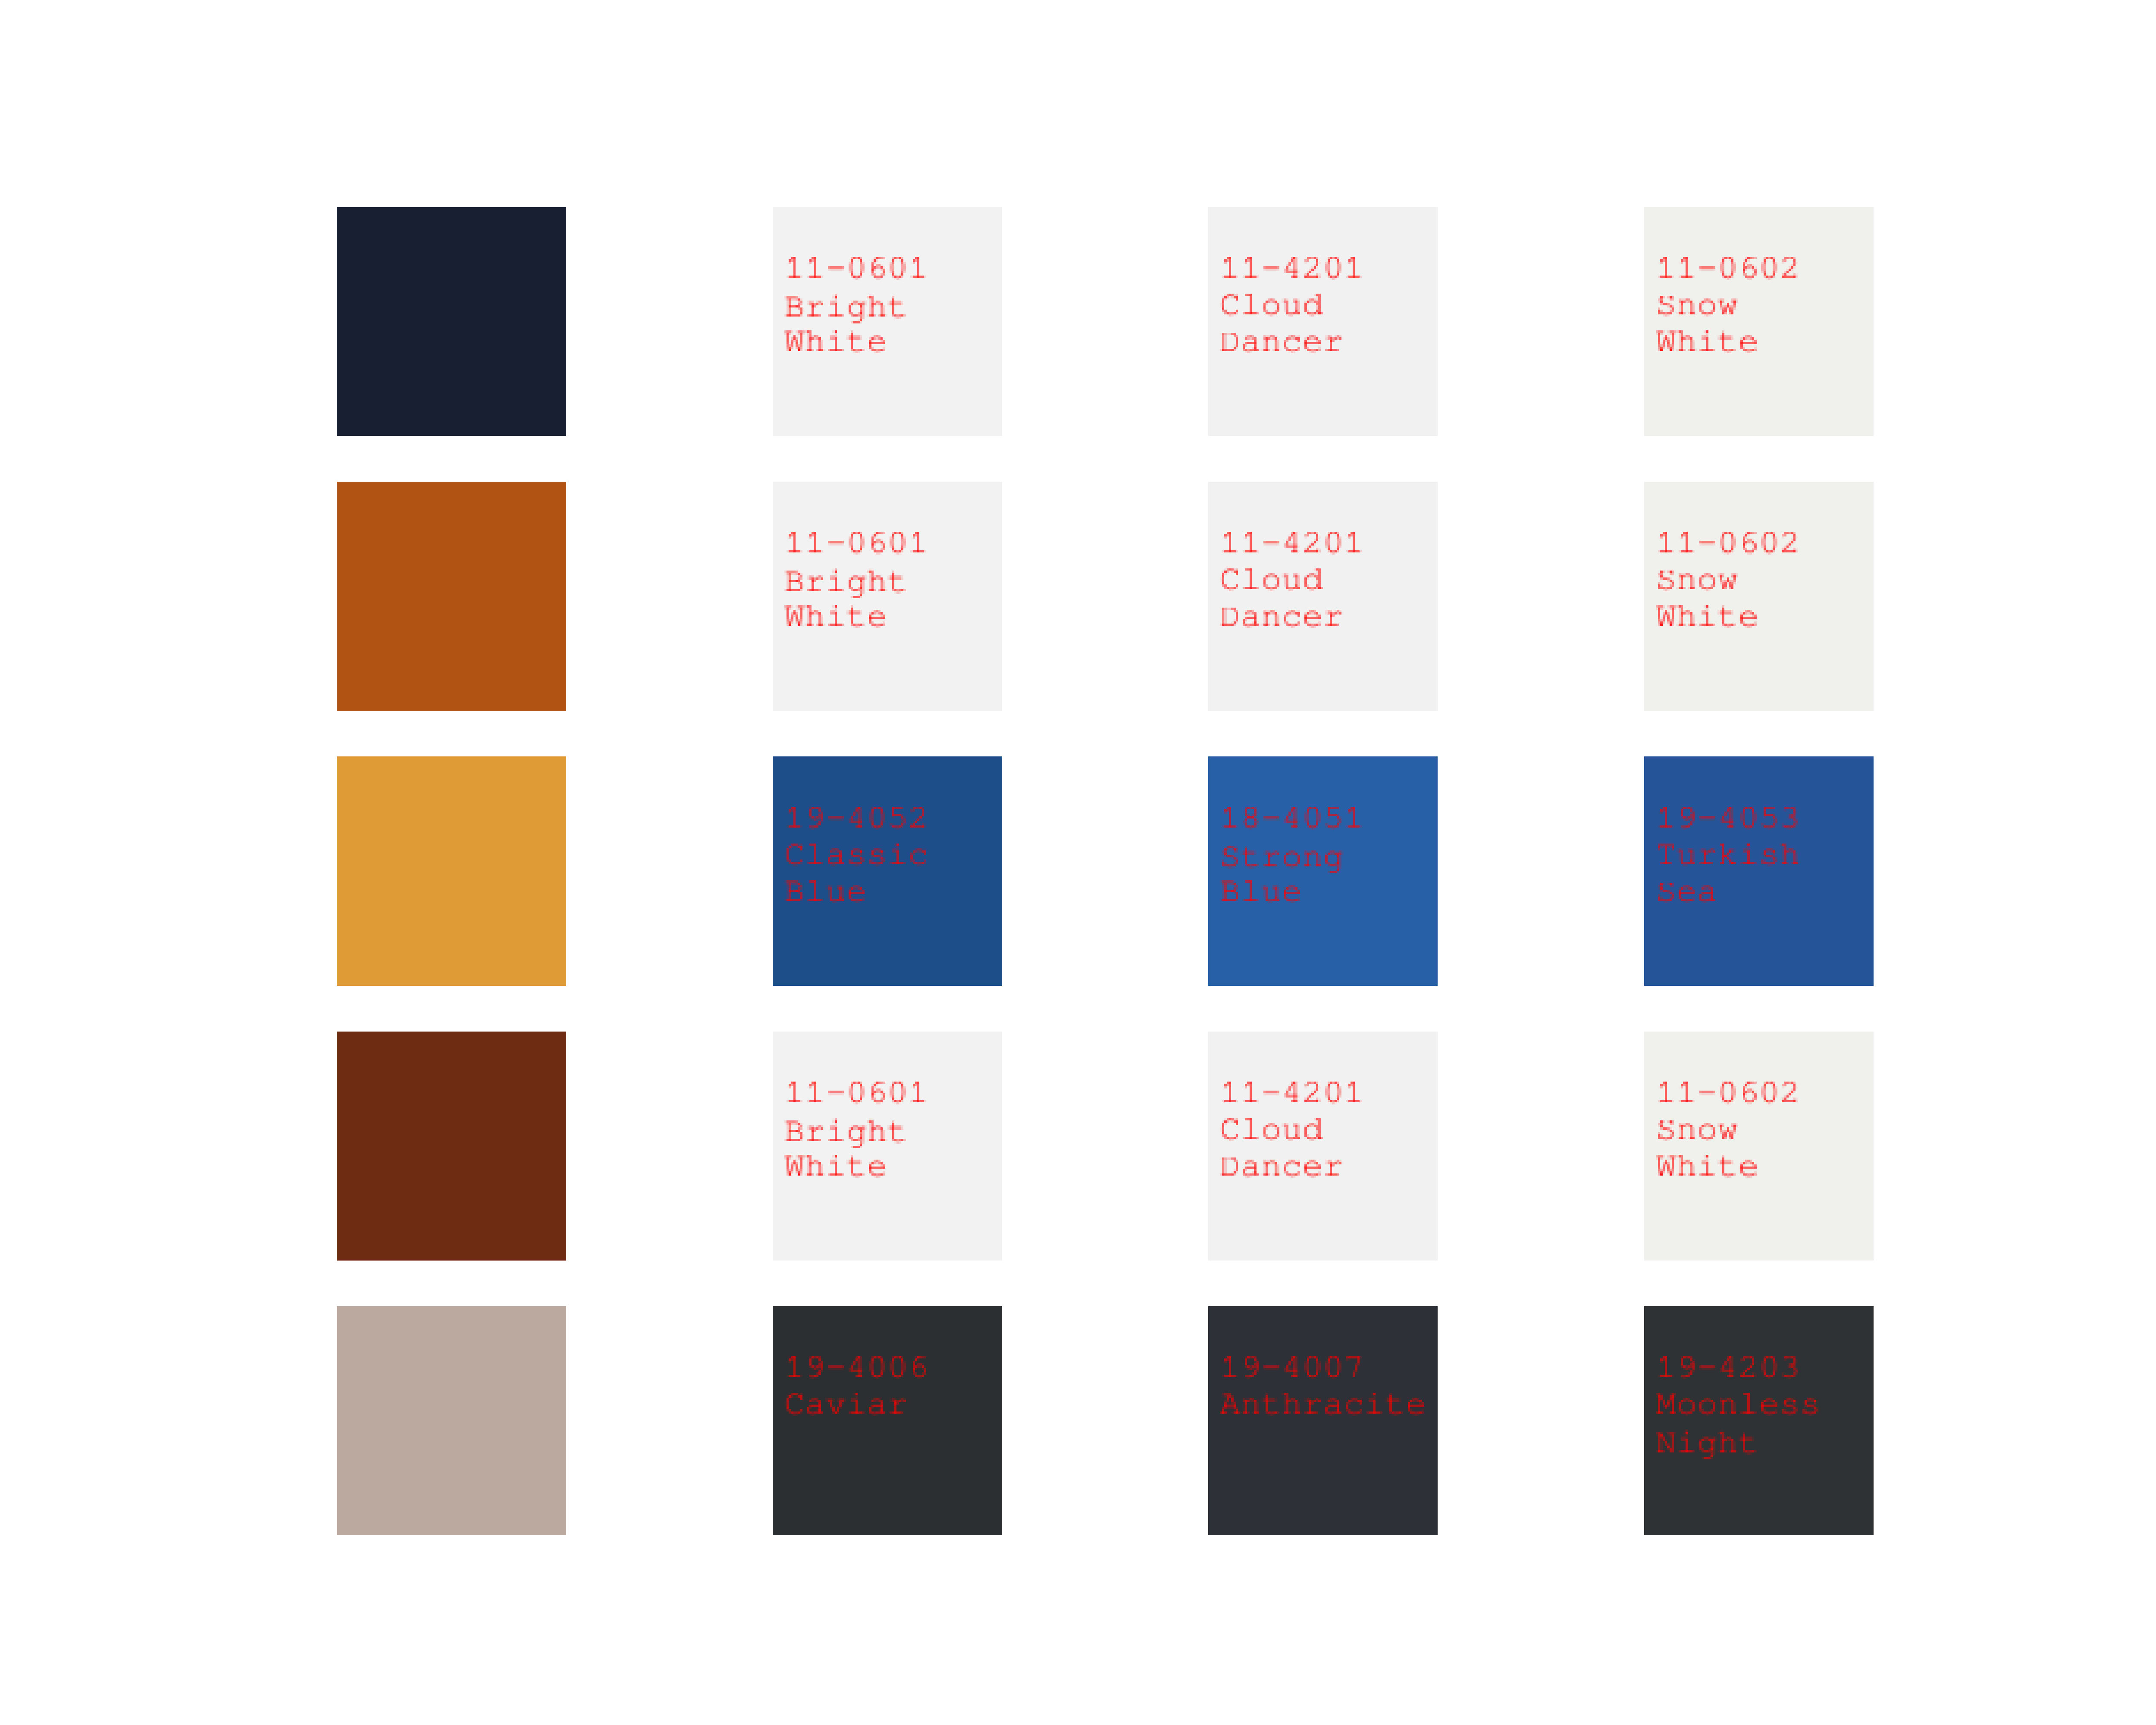 11-0601
Bright
White
11-4201
Cloud
Dancer
11-0602
Snow
White
11-0601
Bright
White
11-4201
Cloud
Dancer
11-0602
Snow
White
19-4052
Classic
Blue
18-4051
Strong
Blue
19-4053
Turkish
Sea
11-0601
Bright
White
11-4201
Cloud
Dancer
11-0602
Snow
White
19-4006
Caviar
19-4007
Anthracite
19-4203
Moonless
Night